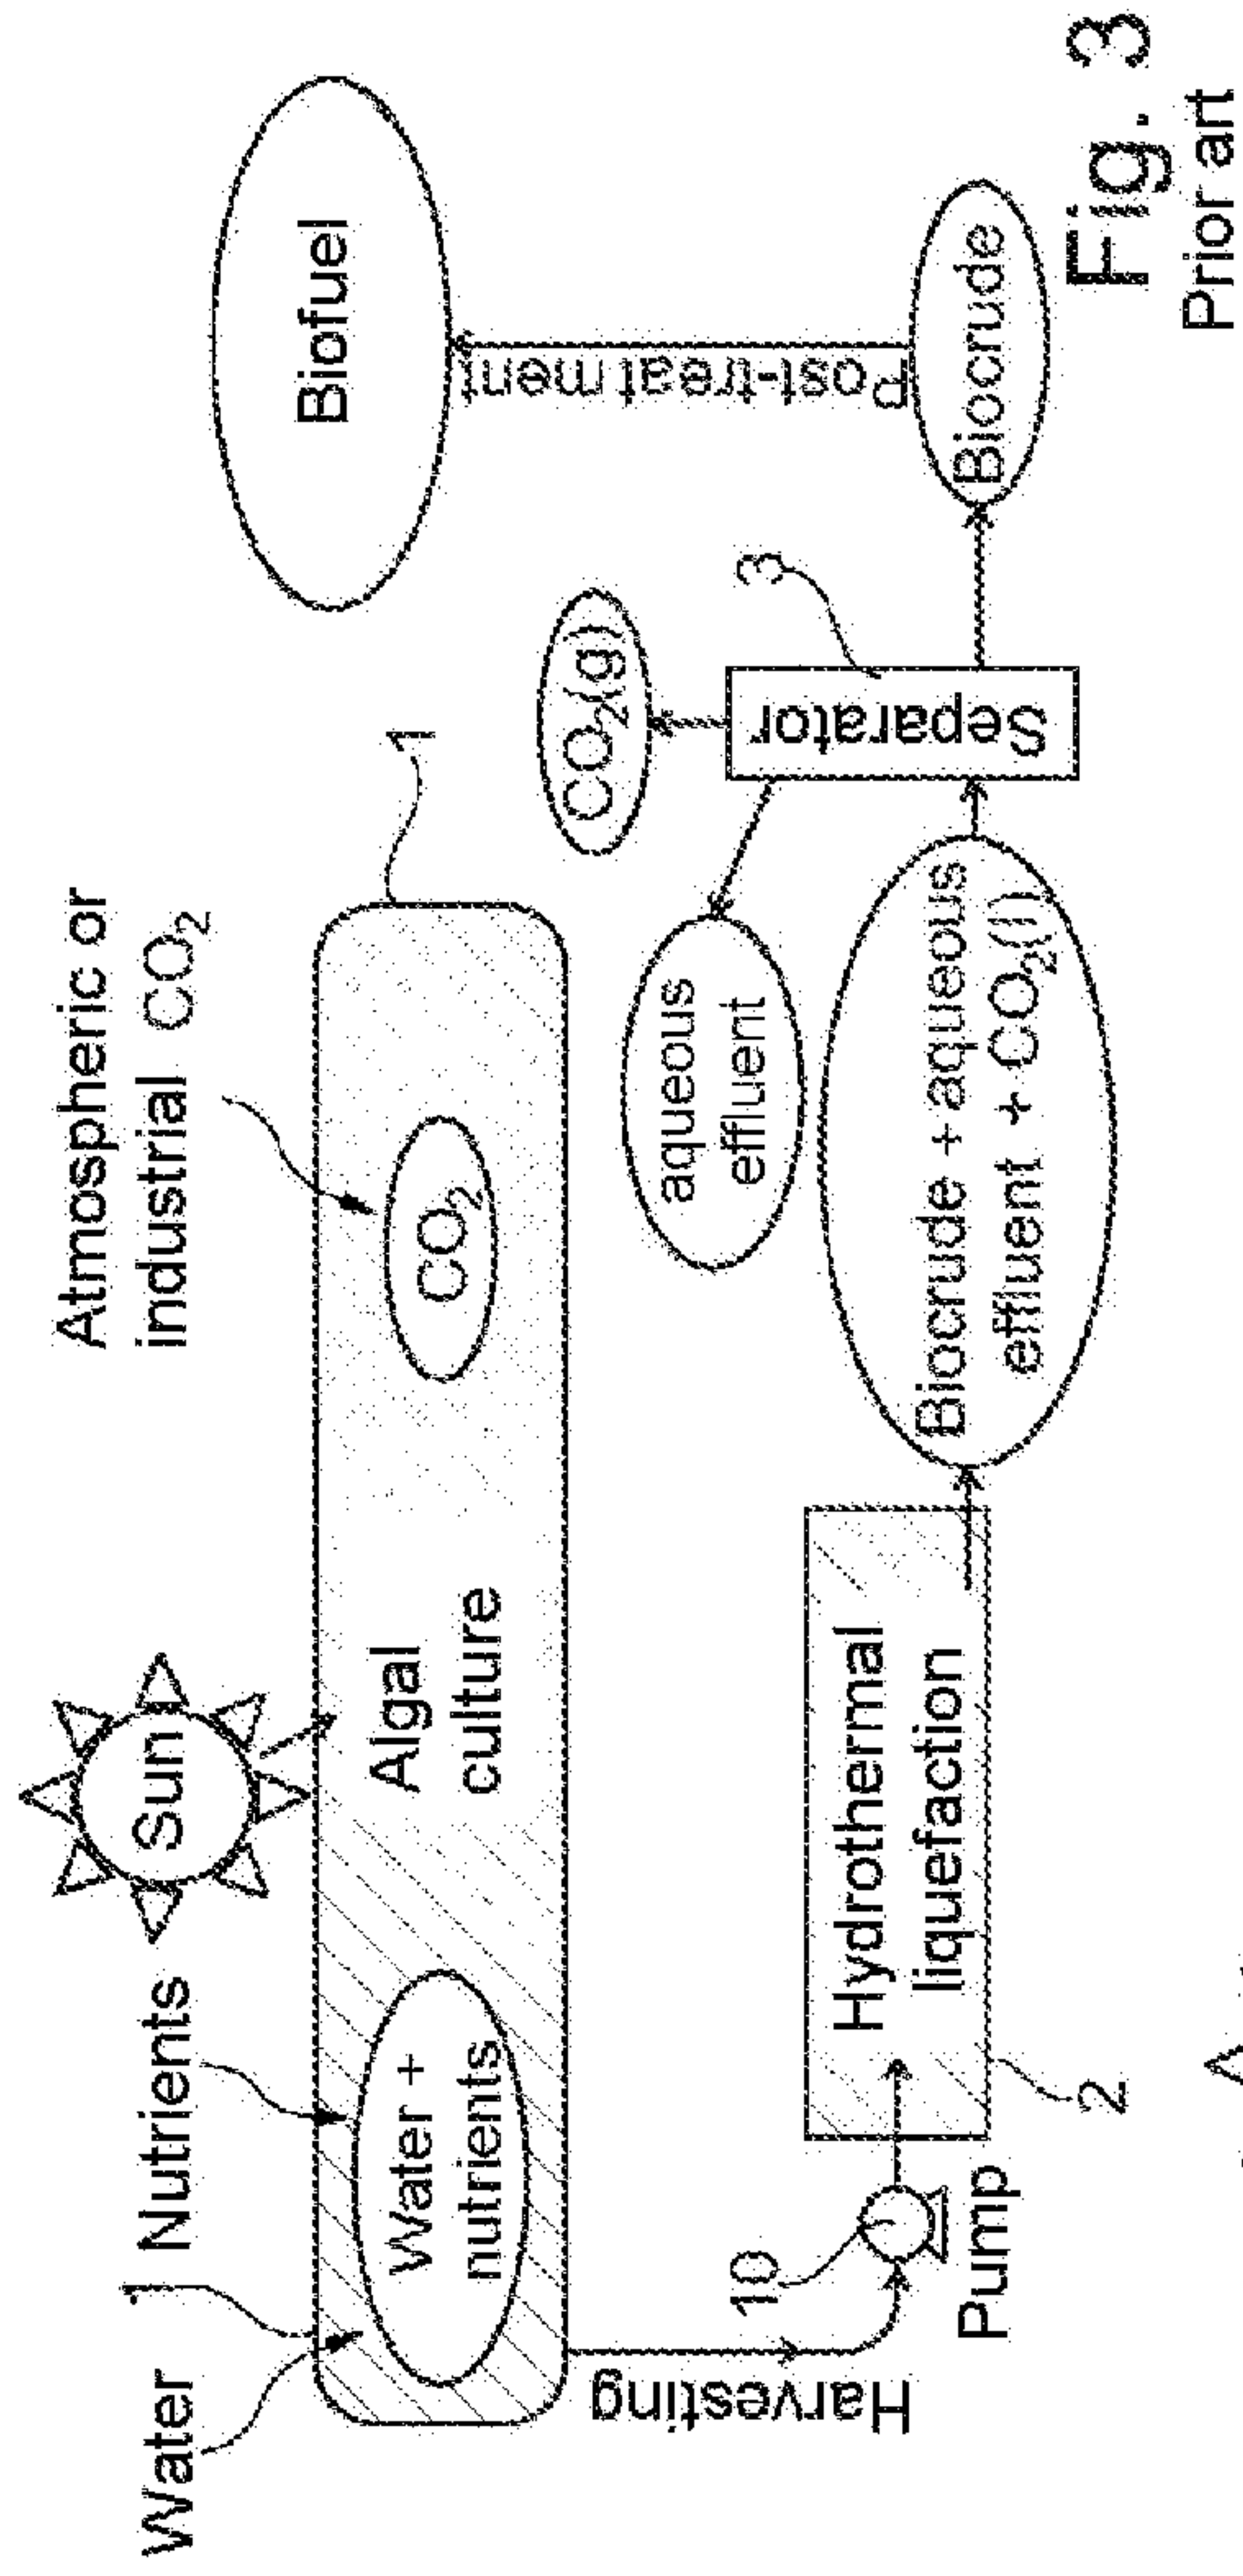 Atmospheric or
industrial CO₂
Sun
Water
1
Nutrients
1
Water +
nutrients
Algal
culture
CO₂
Biofuel
Harvesting
10
Pump
Hydrothermal
liquefaction
2
aqueous
effluent
CO₂(g)
Biocrude + aqueous
effluent + CO₂(l)
Separator
3
Post-treatment
Biocrude
Fig. 3
Prior art